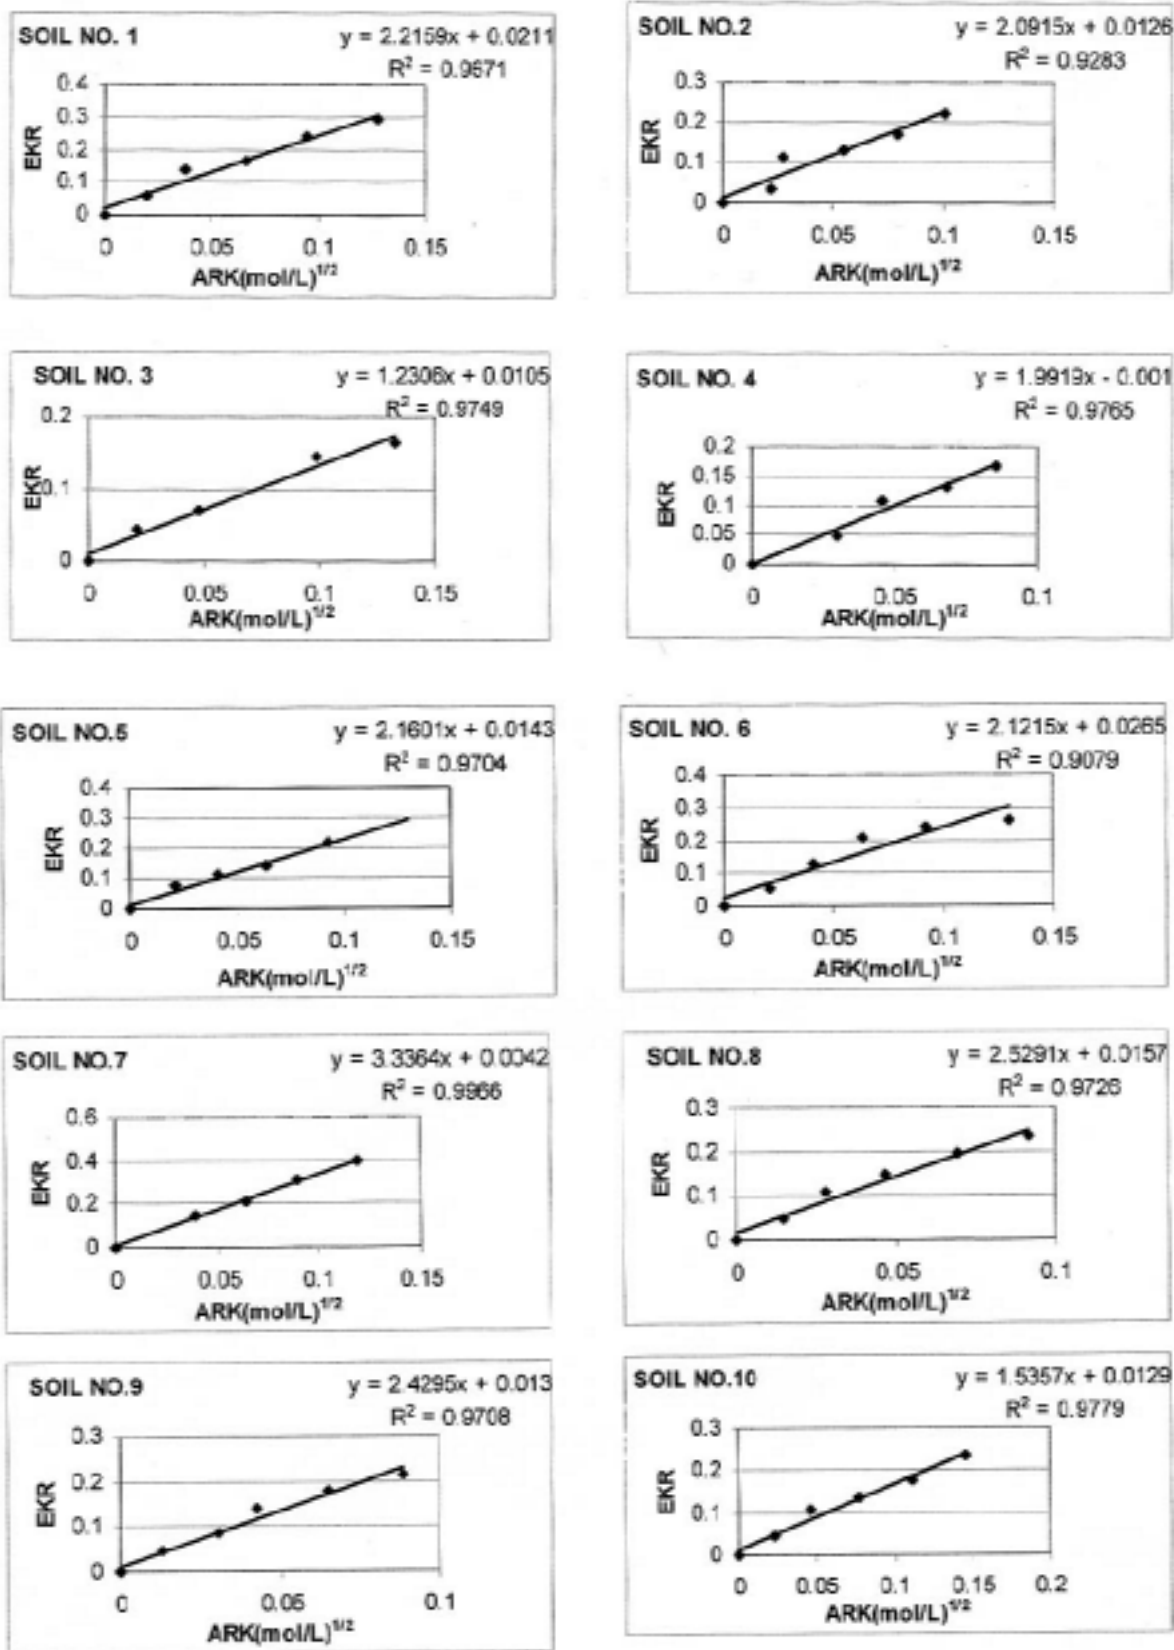 SOIL NO. 1
y = 2.2159x + 0.0211
R² = 0.9671
0.4
0.3
0.2
0.1
0
EKR
0 0.05 0.1 0.15
ARK(mol/L)^1/2
SOIL NO.2
y = 2.0915x + 0.0126
R² = 0.9283
0.3
0.2
0.1
0
EKR
0 0.05 0.1 0.15
ARK(mol/L)^1/2
SOIL NO. 3
y = 1.2306x + 0.0105
R² = 0.9749
0.2
0.1
0
EKR
0 0.05 0.1 0.15
ARK(mol/L)^1/2
SOIL NO. 4
y = 1.9919x - 0.001
R² = 0.9765
0.2
0.15
0.1
0.05
0
EKR
0 0.05 0.1
ARK(mol/L)^1/2
SOIL NO.5
y = 2.1601x + 0.0143
R² = 0.9704
0.4
0.3
0.2
0.1
0
EKR
0 0.05 0.1 0.15
ARK(mol/L)^1/2
SOIL NO. 6
y = 2.1215x + 0.0265
R² = 0.9079
0.4
0.3
0.2
0.1
0
EKR
0 0.05 0.1 0.15
ARK(mol/L)^1/2
SOIL NO.7
y = 3.3364x + 0.0042
R² = 0.9966
0.6
0.4
0.2
0
EKR
0 0.05 0.1 0.15
ARK(mol/L)^1/2
SOIL NO.8
y = 2.5291x + 0.0157
R² = 0.9726
0.3
0.2
0.1
0
EKR
0 0.05 0.1
ARK(mol/L)^1/2
SOIL NO.9
y = 2.4295x + 0.013
R² = 0.9708
0.3
0.2
0.1
0
EKR
0 0.05 0.1
ARK(mol/L)^1/2
SOIL NO.10
y = 1.5357x + 0.0129
R² = 0.9779
0.3
0.2
0.1
0
EKR
0 0.05 0.1 0.15 0.2
ARK(mol/L)^1/2